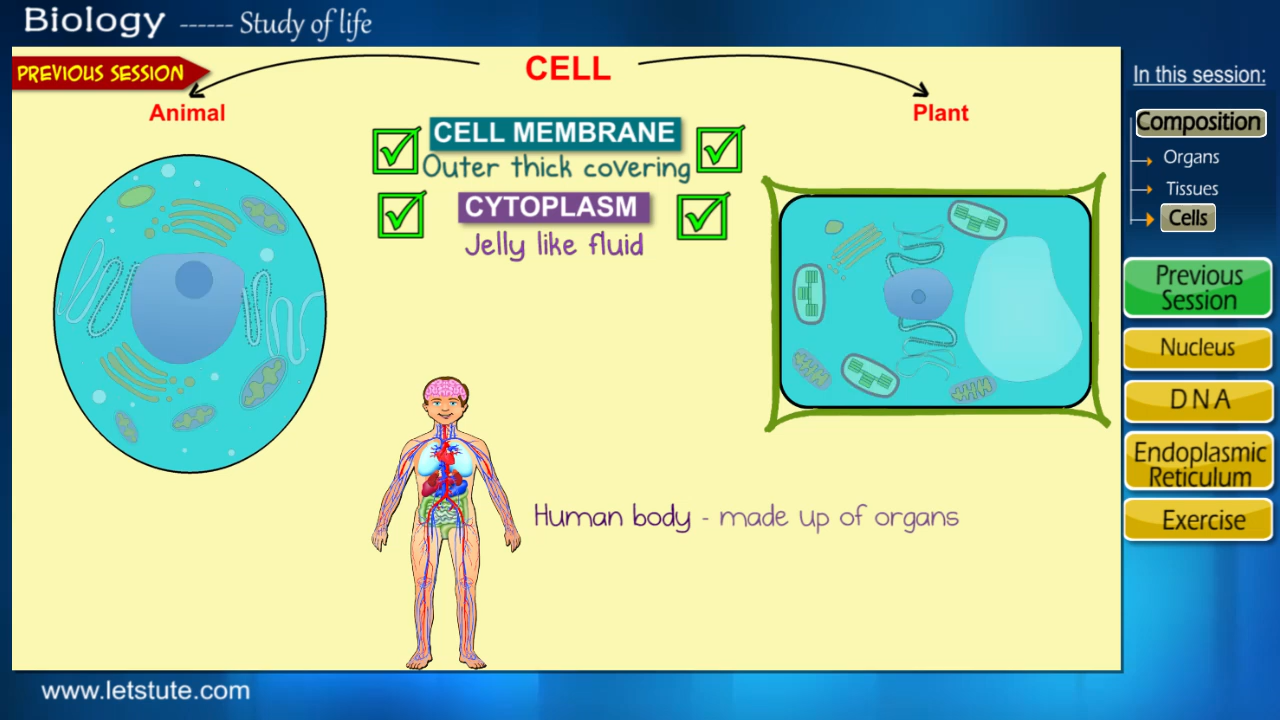 Biology ------ Study of life
PREVIOUS SESSION
CELL
Animal
Plant
CELL MEMBRANE
Outer thick covering
CYTOPLASM
Jelly like fluid
Human body - made up of organs
In this session:
Composition
Organs
Tissues
Cells
Previous
Session
Nucleus
DNA
Endoplasmic
Reticulum
Exercise
www.letstute.com